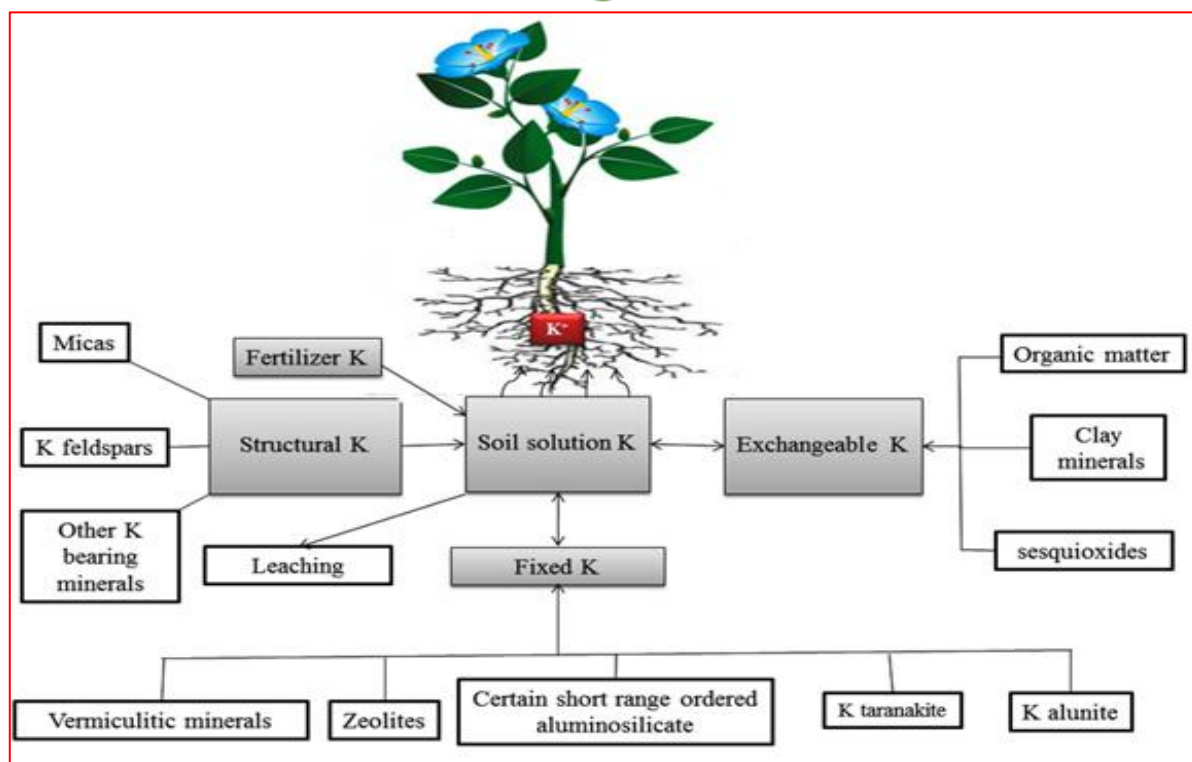 K+
Micas
Fertilizer K
Organic matter
K feldspars
Structural K
Soil solution K
Exchangeable K
Clay
minerals
Other K
bearing
minerals
Leaching
Fixed K
sesquioxides
Vermiculitic minerals
Zeolites
Certain short range ordered
aluminosilicate
K taranakite
K alunite